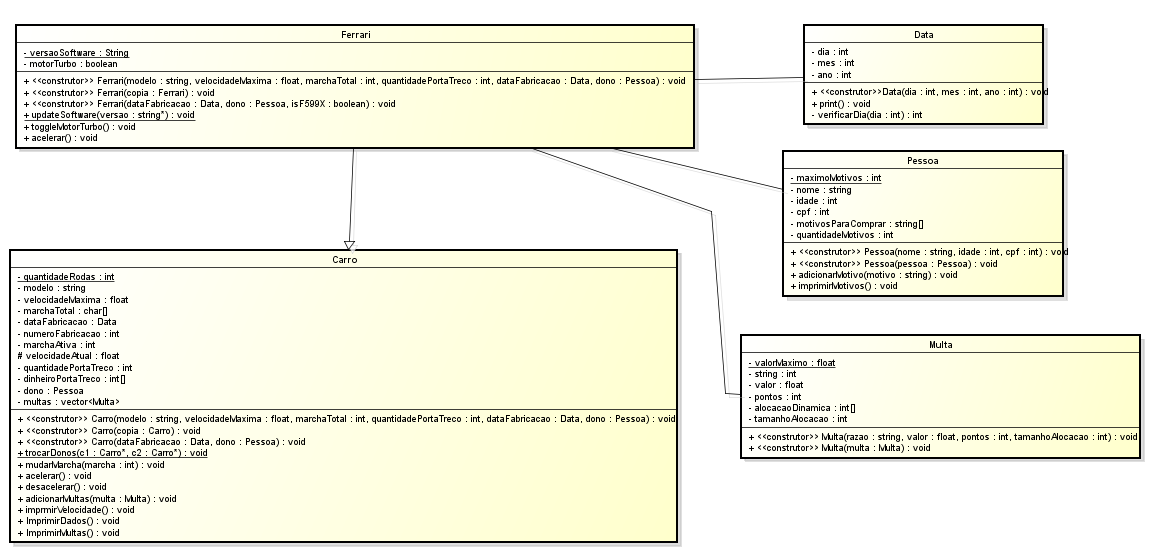 Ferrari
- versaoSoftware : String
- motorTurbo : boolean
+ <<construtor>> Ferrari(modelo : string, velocidadeMaxima : float, marchaTotal : int, quantidadePortaTreco : int, dataFabricacao : Data, dono : Pessoa) : void
+ <<construtor>> Ferrari(copia : Ferrari) : void
+ <<construtor>> Ferrari(dataFabricacao : Data, dono : Pessoa, isF599X : boolean) : void
+ updateSoftware(versao : string*) : void
+ toggleMotorTurbo() : void
+ acelerar() : void
Data
- dia : int
- mes : int
- ano : int
+ <<construtor>>Data(dia : int, mes : int, ano : int) : void
+ print() : void
- verificarDia(dia : int) : int
Pessoa
- maximoMotivos : int
- nome : string
- idade : int
- cpf : int
- motivosParaComprar : string[]
- quantidadeMotivos : int
+ <<construtor>> Pessoa(nome : string, idade : int, cpf : int) : void
+ <<construtor>> Pessoa(pessoa : Pessoa) : void
+ adicionarMotivo(motivo : string) : void
+ imprimirMotivos() : void
Carro
- quantidadeRodas : int
- modelo : string
- velocidadeMaxima : float
- marchaTotal : char[]
- dataFabricacao : Data
- numeroFabricacao : int
- marchaAtiva : int
# velocidadeAtual : float
- quantidadePortaTreco : int
- dinheiroPortaTreco : int[]
- dono : Pessoa
- multas : vector<Multa>
+ <<construtor>> Carro(modelo : string, velocidadeMaxima : float, marchaTotal : int, quantidadePortaTreco : int, dataFabricacao : Data, dono : Pessoa) : void
+ <<construtor>> Carro(copia : Carro) : void
+ <<construtor>> Carro(dataFabricacao : Data, dono : Pessoa) : void
+ trocarDonos(c1 : Carro*, c2 : Carro*) : void
+ mudarMarcha(marcha : int) : void
+ acelerar() : void
+ desacelerar() : void
+ adicionarMultas(multa : Multa) : void
+ imprmirVelocidade() : void
+ ImprimirDados() : void
+ ImprimirMultas() : void
Multa
- valorMaximo : float
- string : int
- valor : float
- pontos : int
- alocacaoDinamica : int[]
- tamanhoAlocacao : int
+ <<construtor>> Multa(razao : string, valor : float, pontos : int, tamanhoAlocacao : int) : void
+ <<construtor>> Multa(multa : Multa) : void